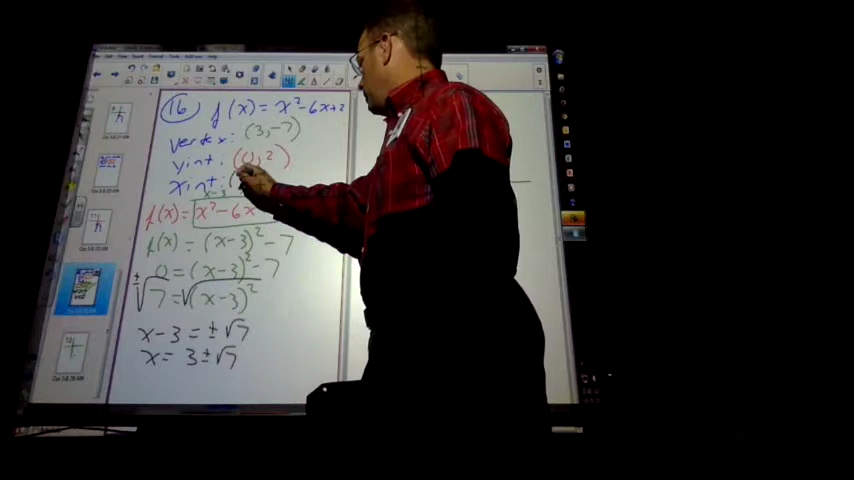 16) f(x) = x² - 6x + 2
vertex: (3, -7)
y int: (0, 2)
x int: (
x-3
f(x) = x² - 6x
f(x) = (x-3)² - 7
0 = (x-3)² - 7
±√7 = √(x-3)²
x - 3 = ±√7
x = 3 ± √7